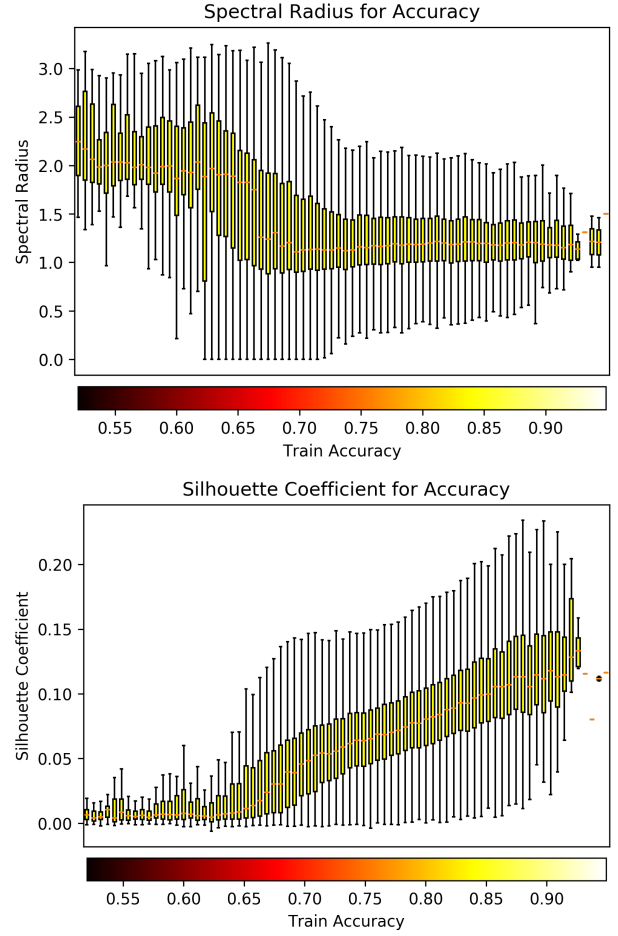 Spectral Radius for Accuracy
Spectral Radius
3.0
2.5
2.0
1.5
1.0
0.5
0.0
0.55 0.60 0.65 0.70 0.75 0.80 0.85 0.90
Train Accuracy
Silhouette Coefficient for Accuracy
Silhouette Coefficient
0.20
0.15
0.10
0.05
0.00
0.55 0.60 0.65 0.70 0.75 0.80 0.85 0.90
Train Accuracy